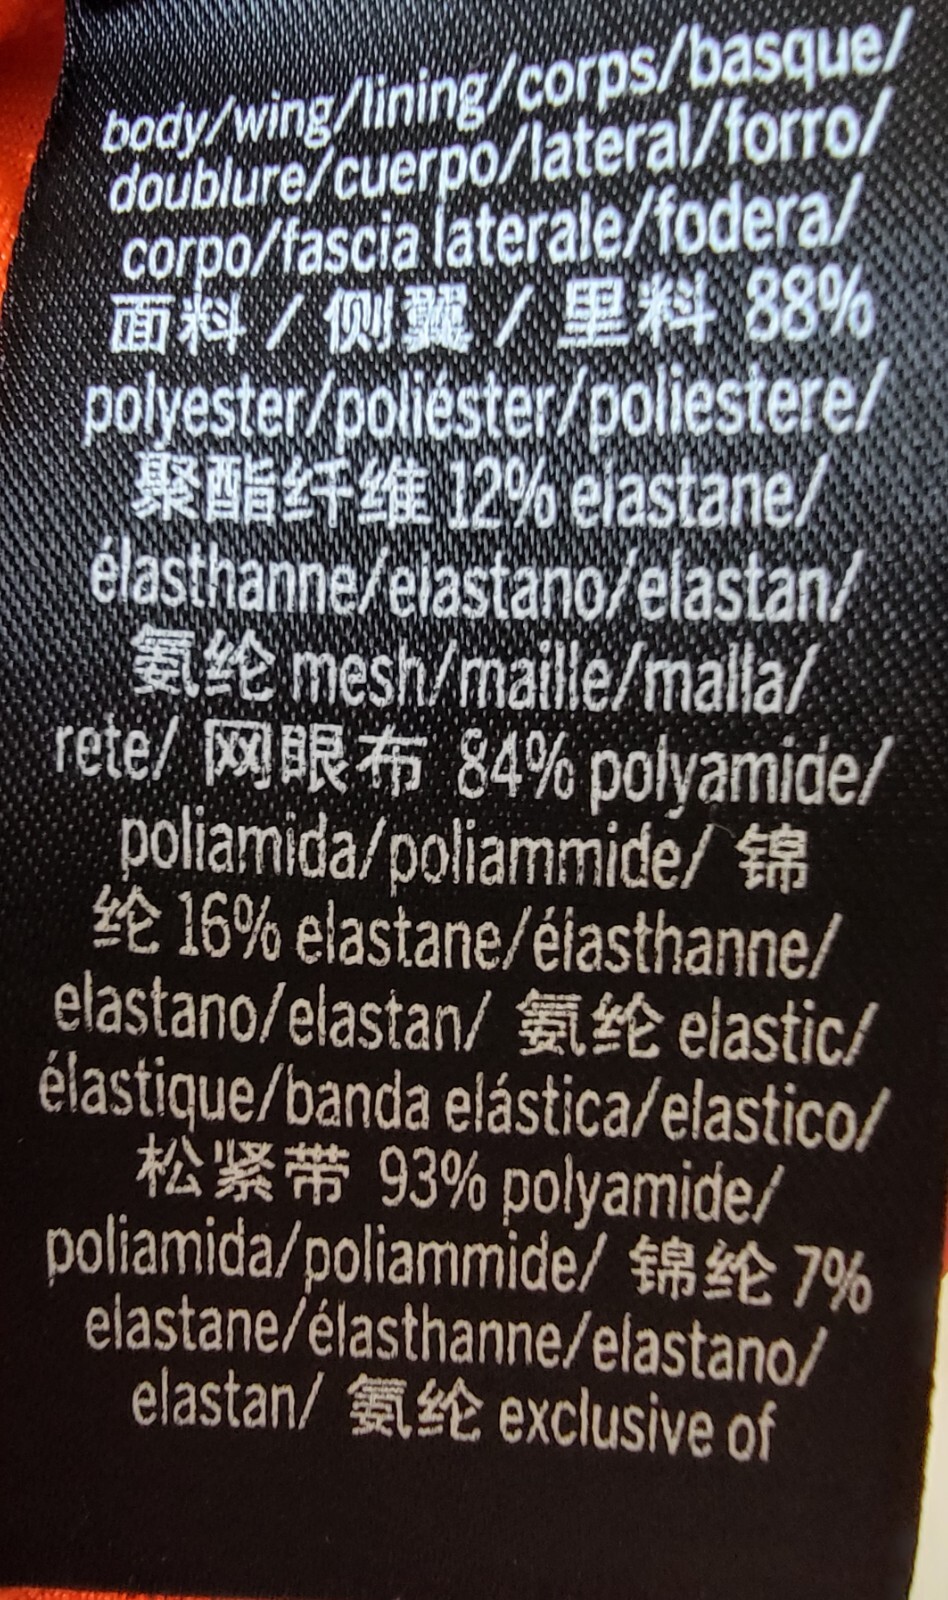 body/wing/lining/corps/basque/
doublure/cuerpo/lateral/forro/
corpo/fascia laterale/fodera/
面料 / 侧翼 / 里料 88%
polyester/poliéster/poliestere/
聚酯纤维 12% elastane/
élasthanne/elastano/elastan/
氨纶 mesh/maille/malla/
rete/ 网眼布 84% polyamide/
poliamida/poliammide/ 锦
纶 16% elastane/élasthanne/
elastano/elastan/ 氨纶 elastic/
élastique/banda elástica/elastico/
松紧带 93% polyamide/
poliamida/poliammide/ 锦纶 7%
elastane/élasthanne/elastano/
elastan/ 氨纶 exclusive of